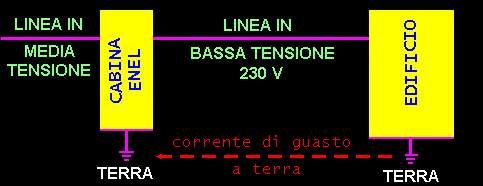 LINEA IN
MEDIA
TENSIONE
CABINA
ENEL
LINEA IN
BASSA TENSIONE
230 V
EDIFICIO
corrente di guasto
a terra
TERRA
TERRA